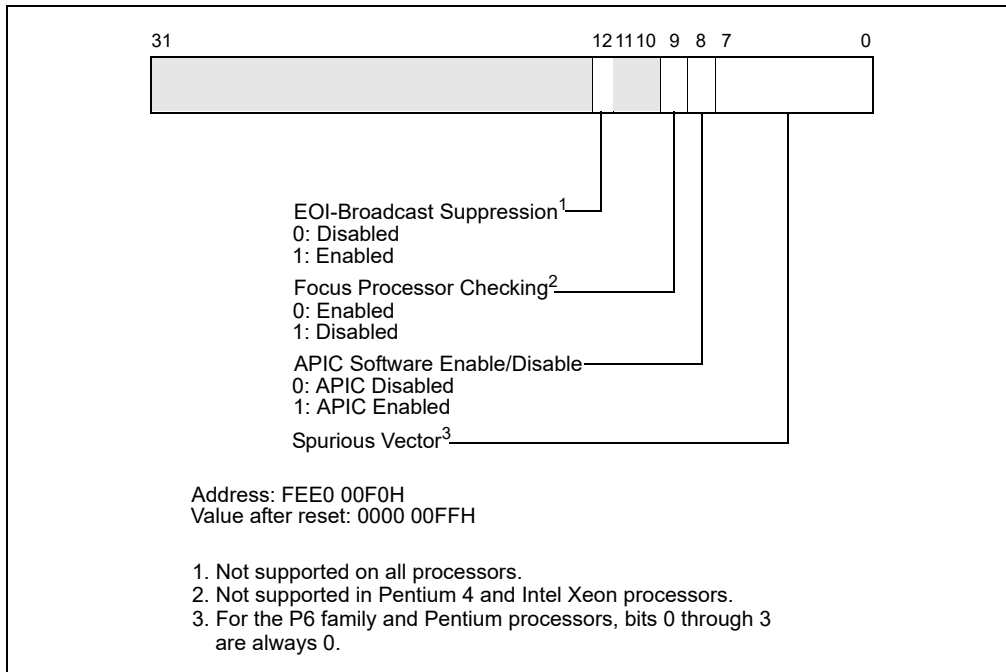 31 12 11 10 9 8 7 0
EOI-Broadcast Suppression1
0: Disabled
1: Enabled
Focus Processor Checking2
0: Enabled
1: Disabled
APIC Software Enable/Disable
0: APIC Disabled
1: APIC Enabled
Spurious Vector3
Address: FEE0 00F0H
Value after reset: 0000 00FFH
1. Not supported on all processors.
2. Not supported in Pentium 4 and Intel Xeon processors.
3. For the P6 family and Pentium processors, bits 0 through 3
are always 0.